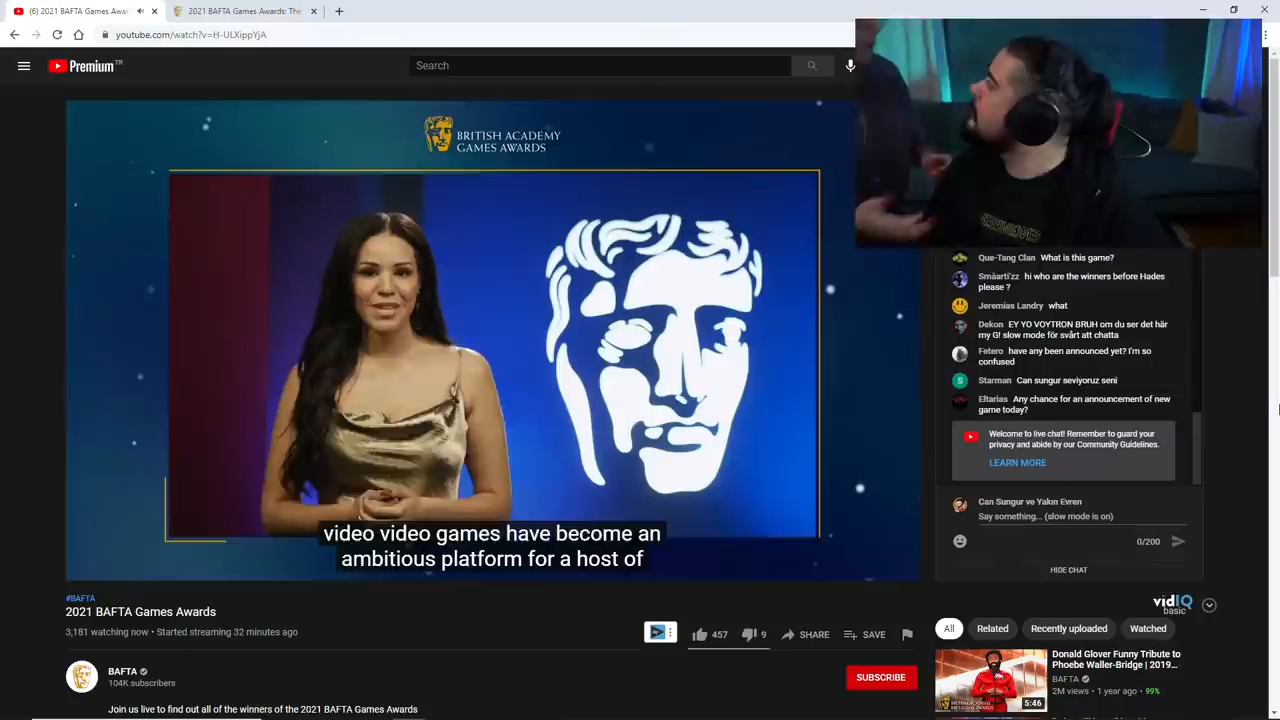 (6) 2021 BAFTA Games Awa
2021 BAFTA Games Awards: The
youtube.com/watch?v=H-ULXippYjA
Premium TR
Search
BRITISH ACADEMY
GAMES AWARDS
video video games have become an
ambitious platform for a host of
Que-Tang Clan What is this game?
Smàarti'zz hi who are the winners before Hades
please ?
Jeremías Landry what
Dekon EY YO VOYTRON BRUH om du ser det här
my G! slow mode för svårt att chatta
Fetero have any been announced yet? I'm so
confused
S
Starman Can sungur seviyoruz seni
Eltarias Any chance for an announcement of new
game today?
Welcome to live chat! Remember to guard your
privacy and abide by our Community Guidelines.
LEARN MORE
Can Sungur ve Yakın Evren
Say something... (slow mode is on)
0/200
HIDE CHAT
#BAFTA
2021 BAFTA Games Awards
3,181 watching now • Started streaming 32 minutes ago
457
9
SHARE
SAVE
BAFTA
104K subscribers
SUBSCRIBE
Join us live to find out all of the winners of the 2021 BAFTA Games Awards
vidIQ
basic
All
Related
Recently uploaded
Watched
Donald Glover Funny Tribute to
Phoebe Waller-Bridge | 2019...
BAFTA
2M views • 1 year ago • 99%
5:46